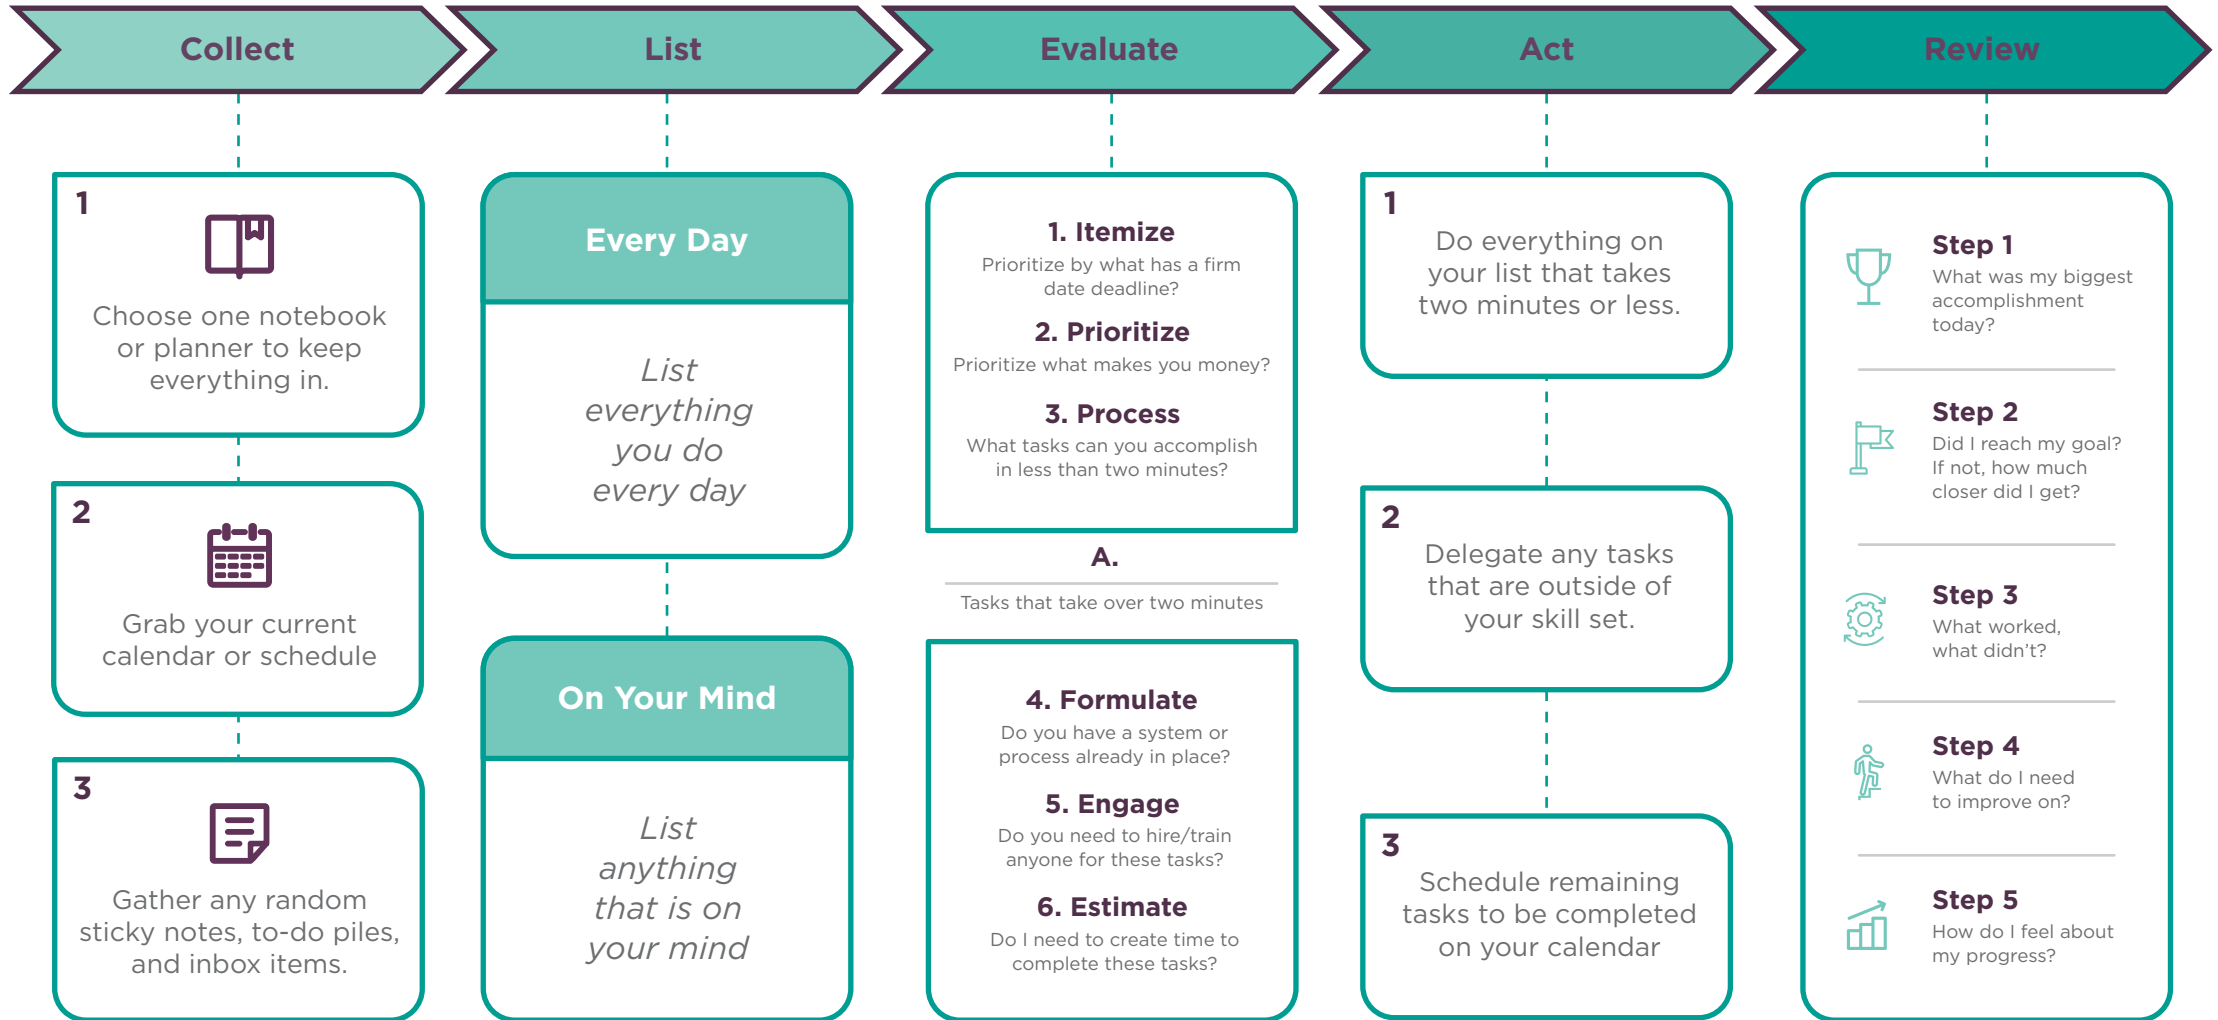 Collect
List
Evaluate
Act
Review
1
Choose one notebook
or planner to keep
everything in.
2
Grab your current
calendar or schedule
3
Gather any random
sticky notes, to-do piles,
and inbox items.
Every Day
List
everything
you do
every day
On Your Mind
List
anything
that is on
your mind
1. Itemize
Prioritize by what has a firm
date deadline?
2. Prioritize
Prioritize what makes you money?
3. Process
What tasks can you accomplish
in less than two minutes?
A.
Tasks that take over two minutes
4. Formulate
Do you have a system or
process already in place?
5. Engage
Do you need to hire/train
anyone for these tasks?
6. Estimate
Do I need to create time to
complete these tasks?
1
Do everything on
your list that takes
two minutes or less.
2
Delegate any tasks
that are outside of
your skill set.
3
Schedule remaining
tasks to be completed
on your calendar
Step 1
What was my biggest
accomplishment
today?
Step 2
Did I reach my goal?
If not, how much
closer did I get?
Step 3
What worked,
what didn't?
Step 4
What do I need
to improve on?
Step 5
How do I feel about
my progress?